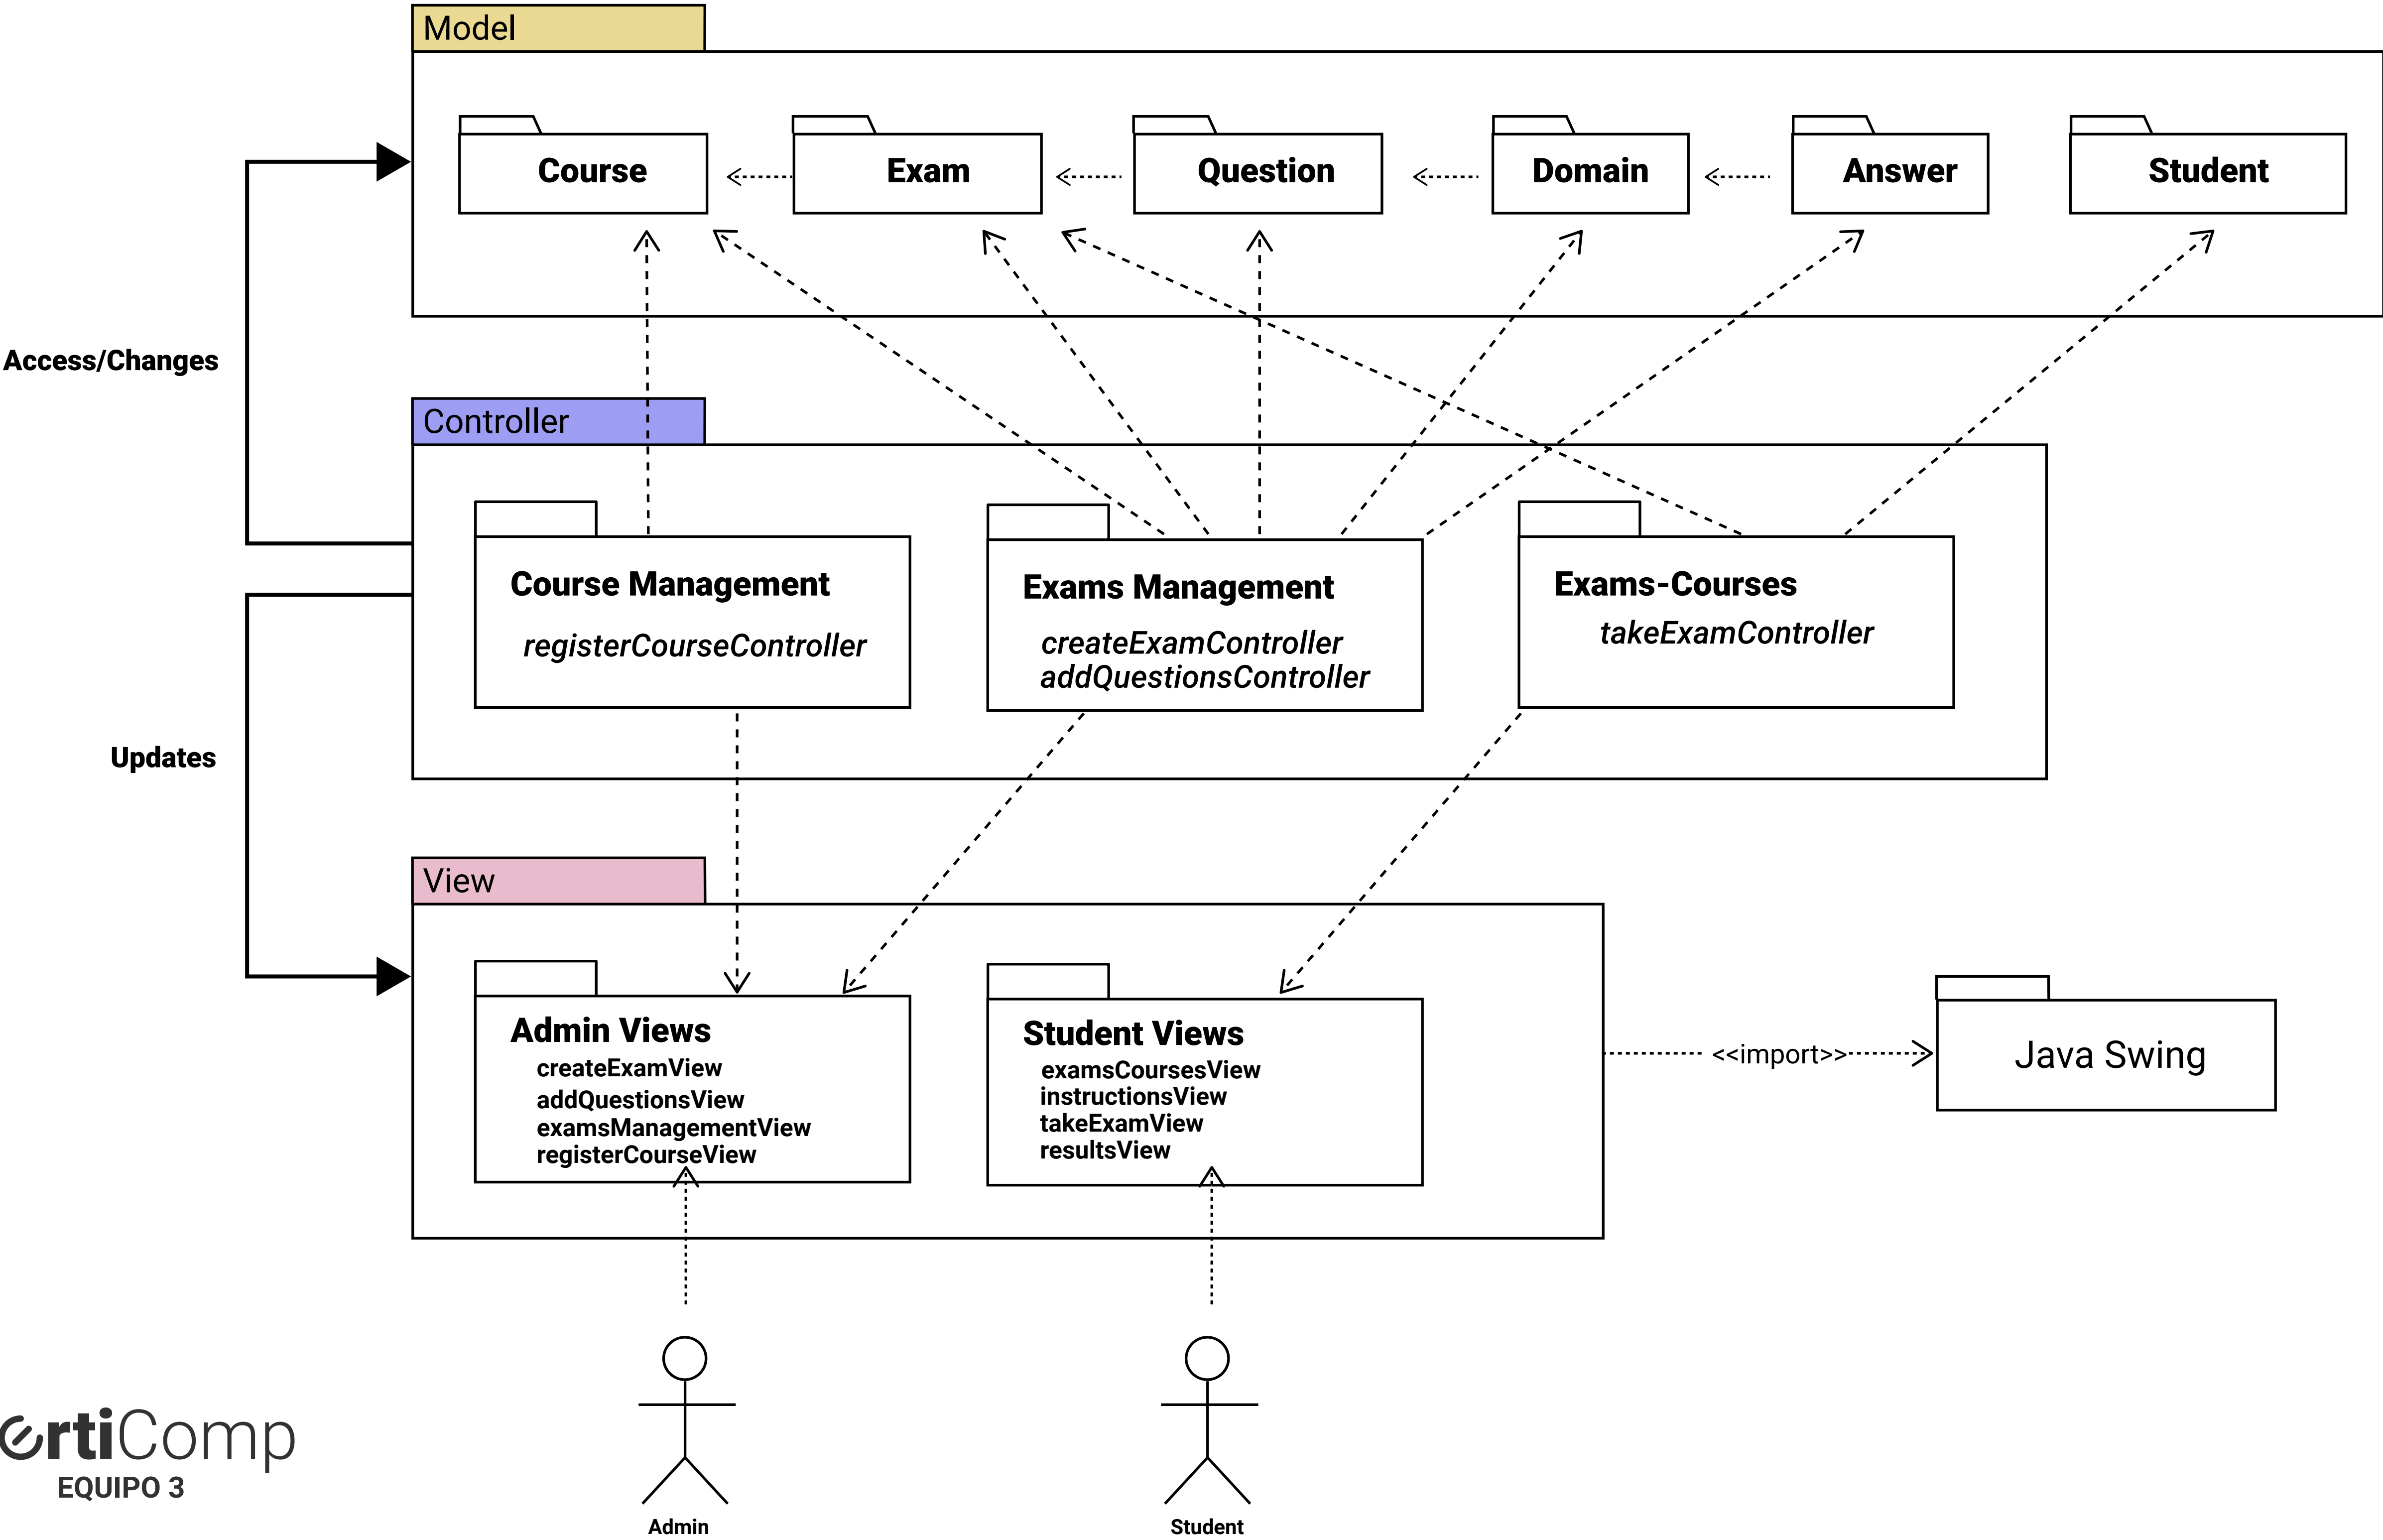 Model
Course
Exam
Question
Domain
Answer
Student
Access/Changes
Controller
Course Management
registerCourseController
Exams Management
createExamController
addQuestionsController
Exams-Courses
takeExamController
Updates
View
Admin Views
createExamView
addQuestionsView
examsManagementView
registerCourseView
Student Views
examsCoursesView
instructionsView
takeExamView
resultsView
<<import>>
Java Swing
ertiComp
EQUIPO 3
Admin
Student